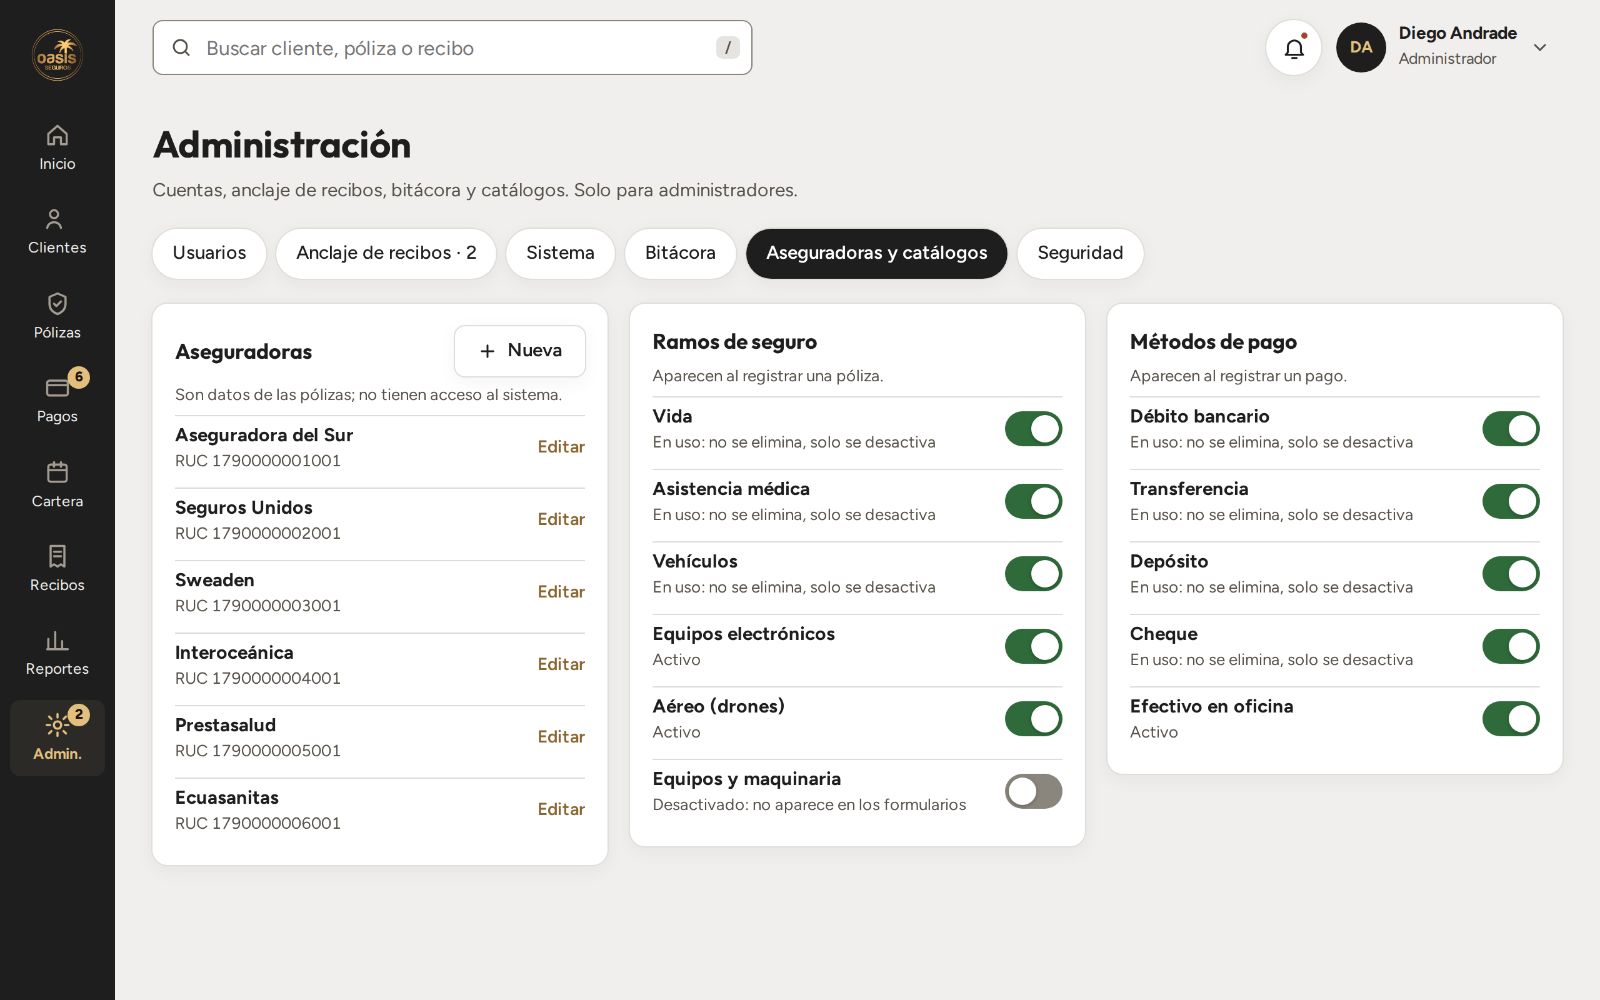 oasis
SEGUROS
Inicio
Clientes
Pólizas
6
Pagos
Cartera
Recibos
Reportes
2
Admin.
Buscar cliente, póliza o recibo
/
DA
Diego Andrade
Administrador
Administración
Cuentas, anclaje de recibos, bitácora y catálogos. Solo para administradores.
Usuarios
Anclaje de recibos · 2
Sistema
Bitácora
Aseguradoras y catálogos
Seguridad
Aseguradoras
+ Nueva
Son datos de las pólizas; no tienen acceso al sistema.
Aseguradora del Sur
RUC 1790000001001
Editar
Seguros Unidos
RUC 1790000002001
Editar
Sweaden
RUC 1790000003001
Editar
Interoceánica
RUC 1790000004001
Editar
Prestasalud
RUC 1790000005001
Editar
Ecuasanitas
RUC 1790000006001
Editar
Ramos de seguro
Aparecen al registrar una póliza.
Vida
En uso: no se elimina, solo se desactiva
Asistencia médica
En uso: no se elimina, solo se desactiva
Vehículos
En uso: no se elimina, solo se desactiva
Equipos electrónicos
Activo
Aéreo (drones)
Activo
Equipos y maquinaria
Desactivado: no aparece en los formularios
Métodos de pago
Aparecen al registrar un pago.
Débito bancario
En uso: no se elimina, solo se desactiva
Transferencia
En uso: no se elimina, solo se desactiva
Depósito
En uso: no se elimina, solo se desactiva
Cheque
En uso: no se elimina, solo se desactiva
Efectivo en oficina
Activo